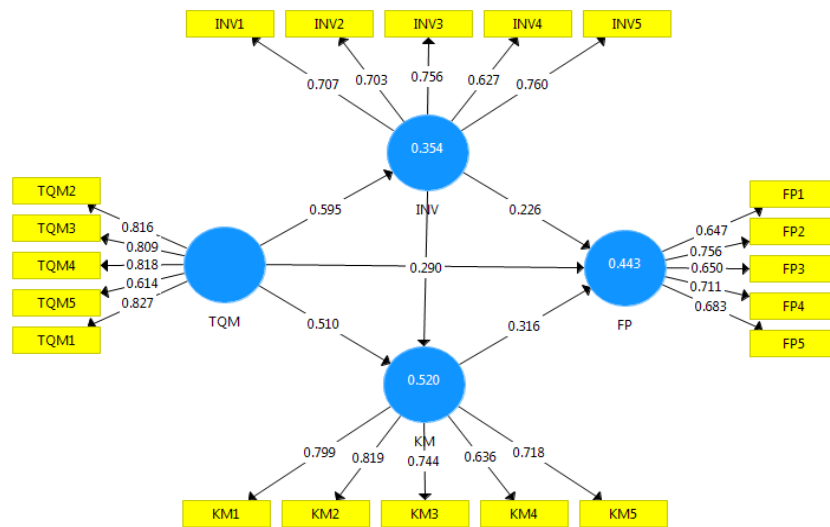 INV1 INV2 INV3 INV4 INV5
0.707 0.703 0.756 0.627 0.760
0.354
INV
TQM2
TQM3
TQM4
TQM5
TQM1
0.816
0.809
0.818
0.614
0.827
TQM
0.595
0.226
0.290
0.510
0.316
0.443
FP
0.647
0.756
0.650
0.711
0.683
FP1
FP2
FP3
FP4
FP5
0.520
KM
0.799 0.819 0.744 0.636 0.718
KM1 KM2 KM3 KM4 KM5